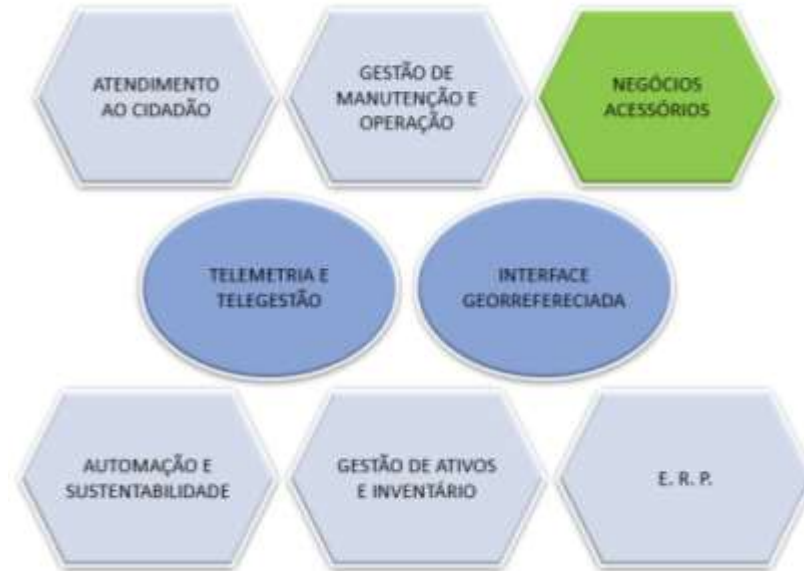 ATENDIMENTO
AO CIDADÃO
GESTÃO DE
MANUTENÇÃO E
OPERAÇÃO
NEGÓCIOS
ACESSÓRIOS
TELEMETRIA E
TELEGESTÃO
INTERFACE
GEORREFERECIADA
AUTOMAÇÃO E
SUSTENTABILIDADE
GESTÃO DE ATIVOS
E INVENTÁRIO
E. R. P.